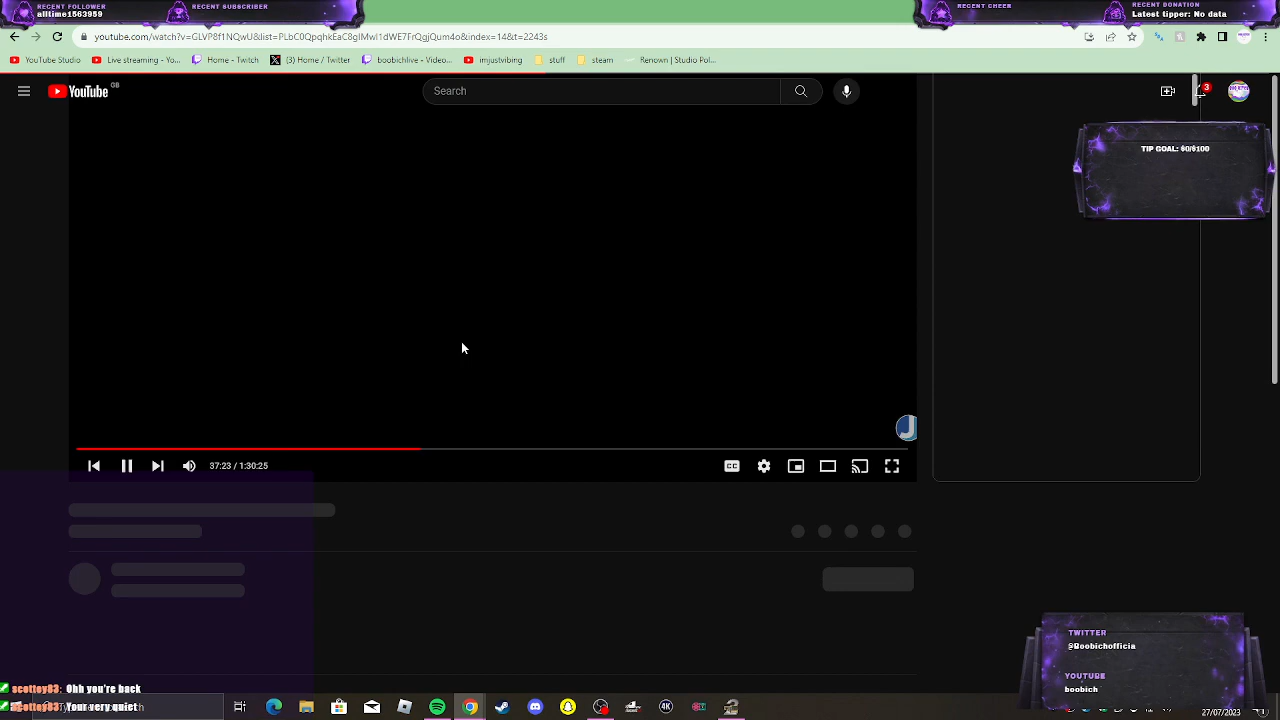 RECENT FOLLOWER
alltime1563959
RECENT SUBSCRIBER
RECENT CHEER
RECENT DONATION
Latest tipper: No data
youtube.com/watch?v=GLVP8f1NQwU&list=PLbC0QpqhkEaC8glMwl1dWE7FrQgjQum4o&index=14&t=2243s
YouTube Studio
Live streaming - Yo...
Home - Twitch
(3) Home / Twitter
boobichlive - Video...
imjustvibing
stuff
steam
Renown | Studio Pol...
YouTube GB
Search
3
TIP GOAL: $0/$100
J
37:23 / 1:30:25
CC
TWITTER
@Boobichofficia
YOUTUBE
boobich
scottey83: Ohh you're back
scottey83: Your very quiet
4K
27/07/2023